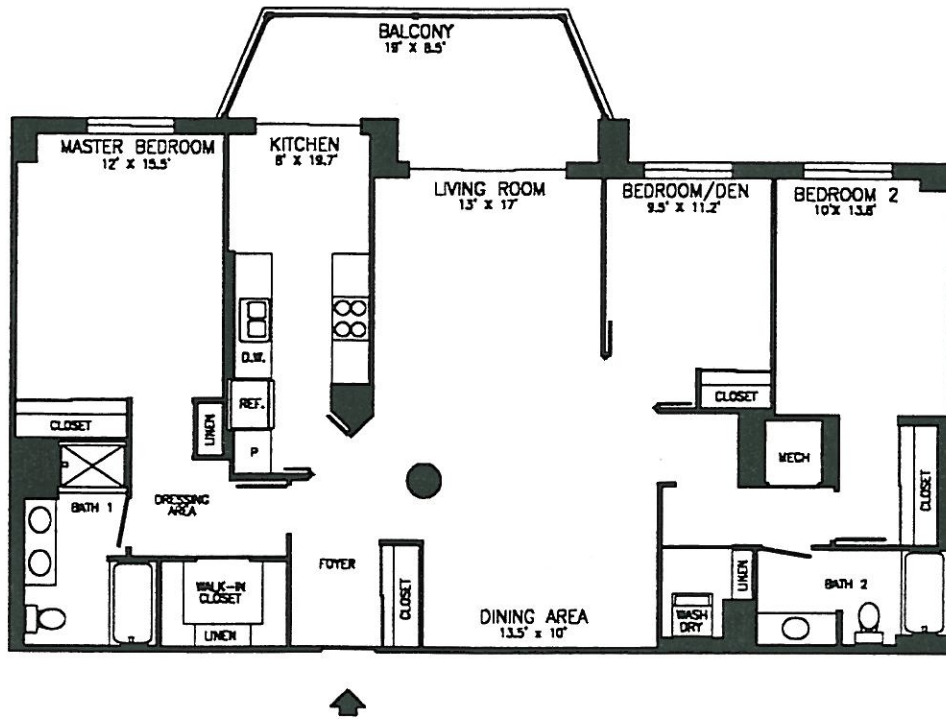 BALCONY
19' X 8.5'
MASTER BEDROOM
12' X 15.5'
KITCHEN
8' X 19.7'
LIVING ROOM
13' X 17'
BEDROOM/DEN
9.5' X 11.2'
BEDROOM 2
10'X 13.8'
D.W.
REF.
P
LINEN
CLOSET
CLOSET
MECH
CLOSET
BATH 1
DRESSING
AREA
FOYER
CLOSET
WALK-IN
CLOSET
LINEN
DINING AREA
13.5' x 10'
LINEN
WASH
DRY
BATH 2